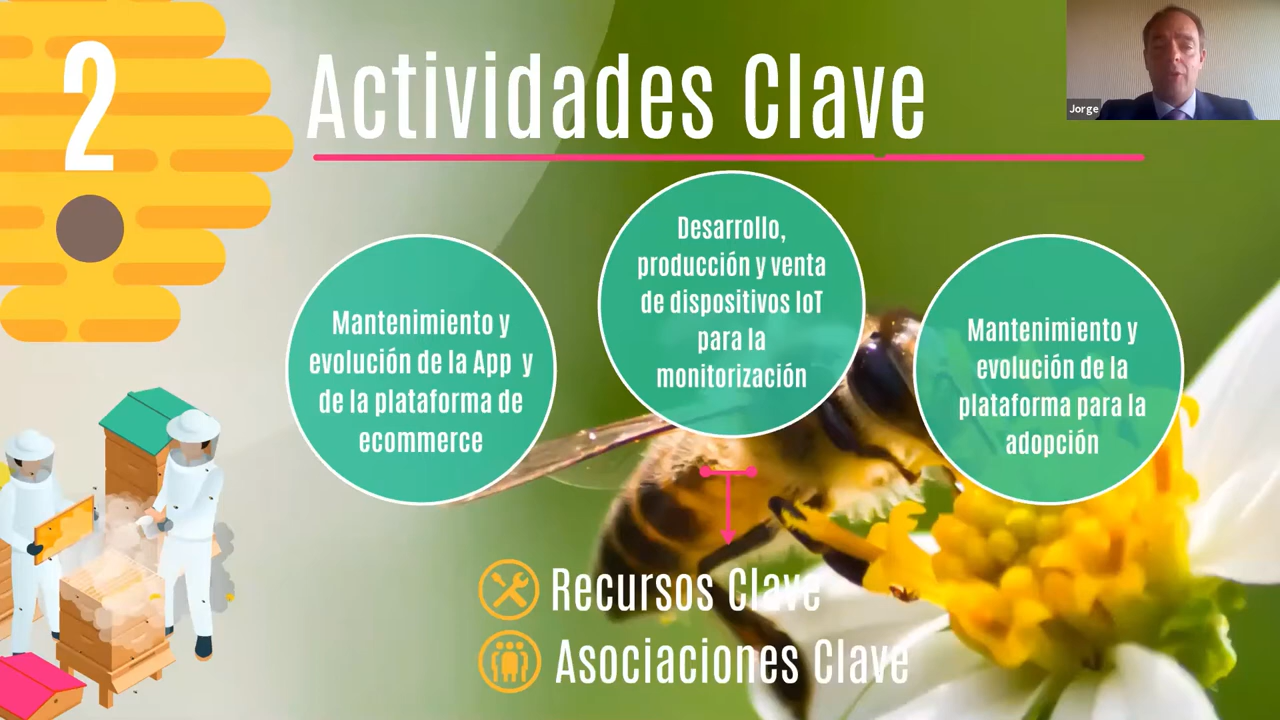 2
Actividades Clave
Jorge
Mantenimiento y
evolución de la App y
de la plataforma de
ecommerce
Desarrollo,
producción y venta
de dispositivos IoT
para la
monitorización
Mantenimiento y
evolución de la
plataforma para la
adopción
Recursos Clave
Asociaciones Clave